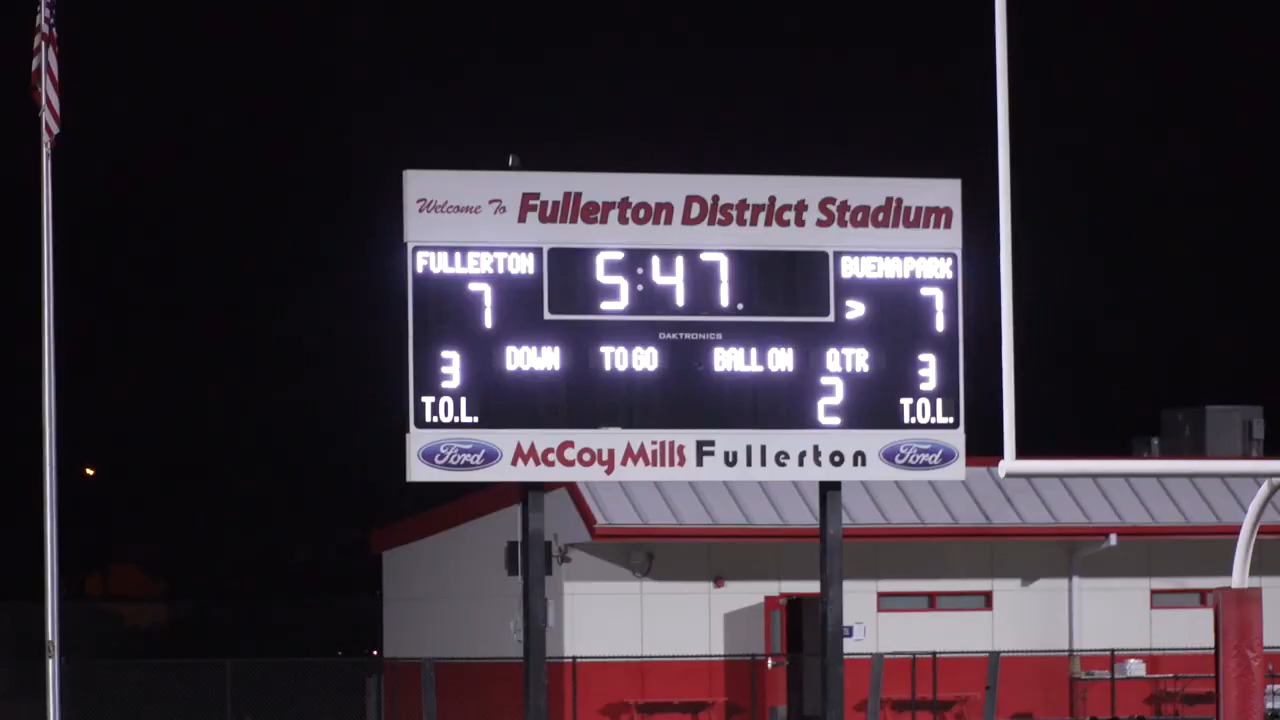 Welcome To Fullerton District Stadium
FULLERTON 5:47. BUENA PARK
7 > 7
DAKTRONICS
3 DOWN TO GO BALL ON QTR 3
T.O.L. 2 T.O.L.
Ford McCoy Mills Fullerton Ford